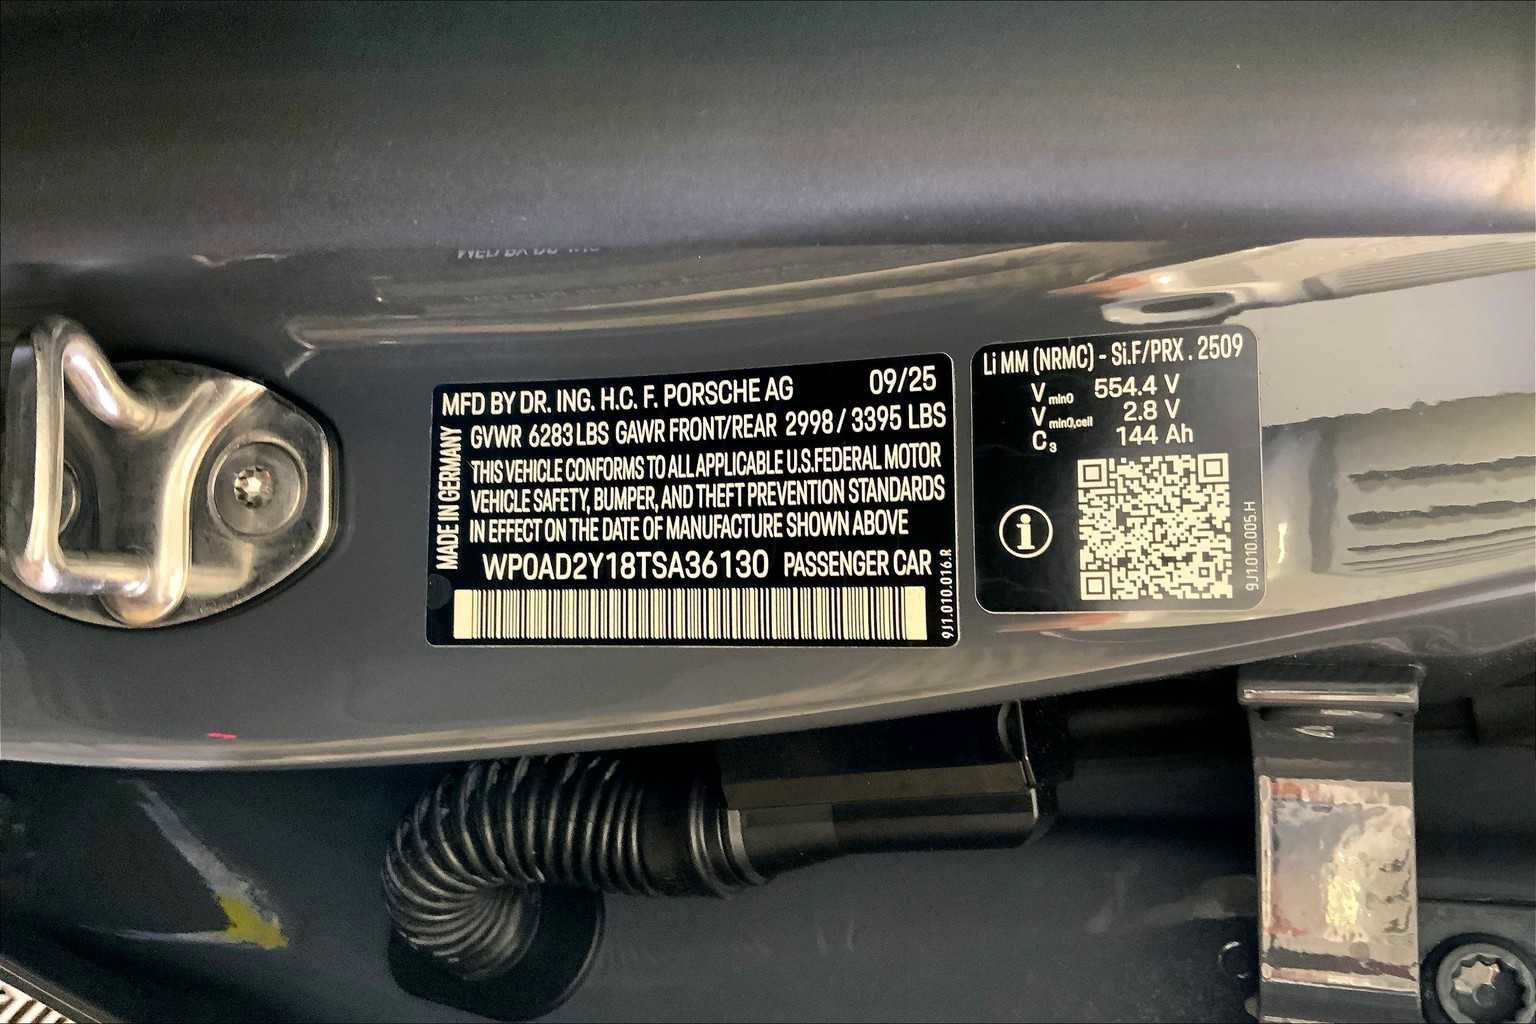 MFD BY DR. ING. H.C. F. PORSCHE AG 09/25
GVWR 6283 LBS GAWR FRONT/REAR 2998 / 3395 LBS
THIS VEHICLE CONFORMS TO ALL APPLICABLE U.S.FEDERAL MOTOR
VEHICLE SAFETY, BUMPER, AND THEFT PREVENTION STANDARDS
IN EFFECT ON THE DATE OF MANUFACTURE SHOWN ABOVE
WP0AD2Y18TSA36130 PASSENGER CAR
MADE IN GERMANY
9J1.010.016.R
Li MM (NRMC) - Si.F/PRX . 2509
V min0 554.4 V
V min0,cell 2.8 V
C3 144 Ah
i
9J1.010.005.H